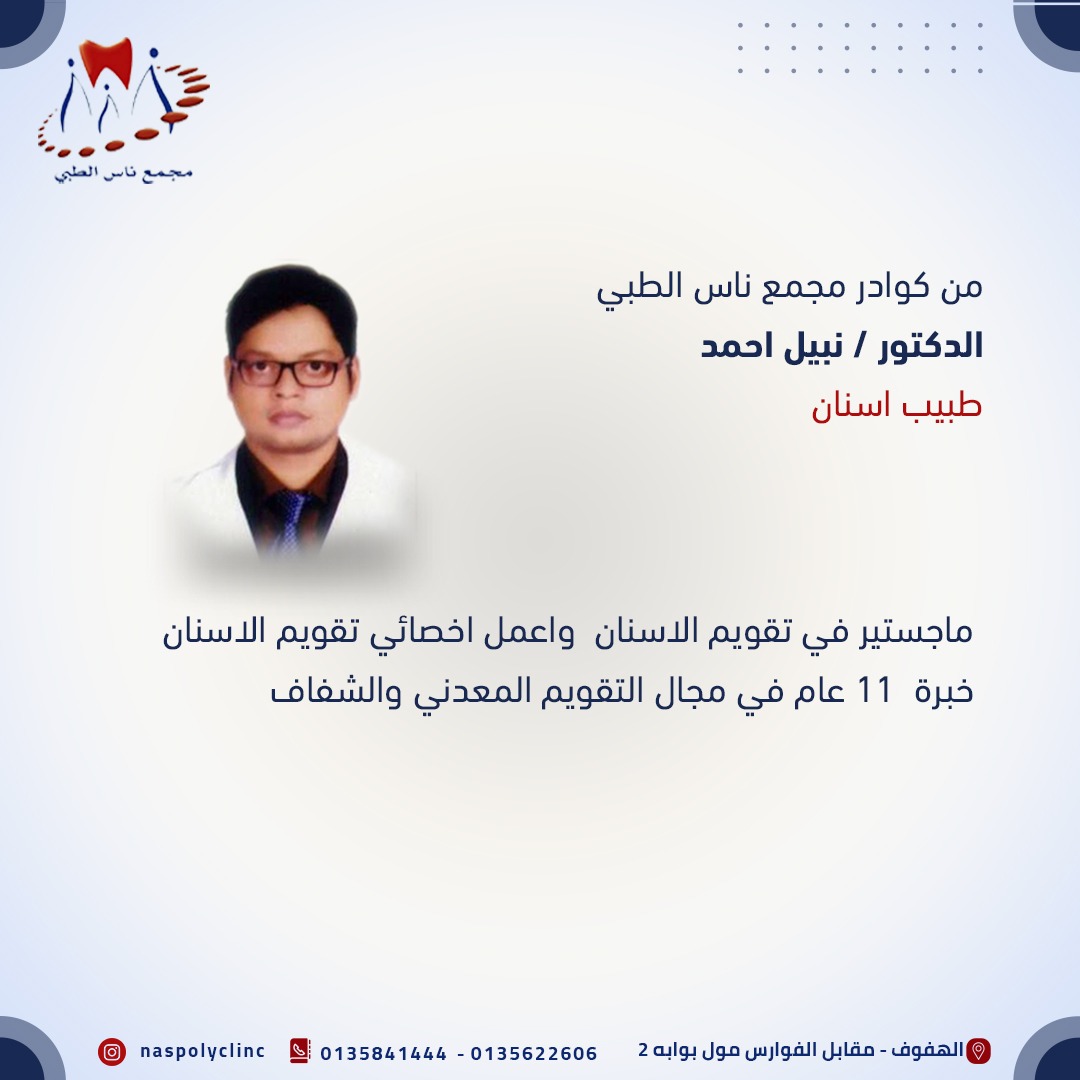 مجمع ناس الطبي
من كوادر مجمع ناس الطبي
الدكتور / نبيل احمد
طبيب اسنان
ماجستير في تقويم الاسنان واعمل اخصائي تقويم الاسنان
خبرة 11 عام في مجال التقويم المعدني والشفاف
الهفوف - مقابل الفوارس مول بوابه 2
0135841444 - 0135622606
naspolyclinc